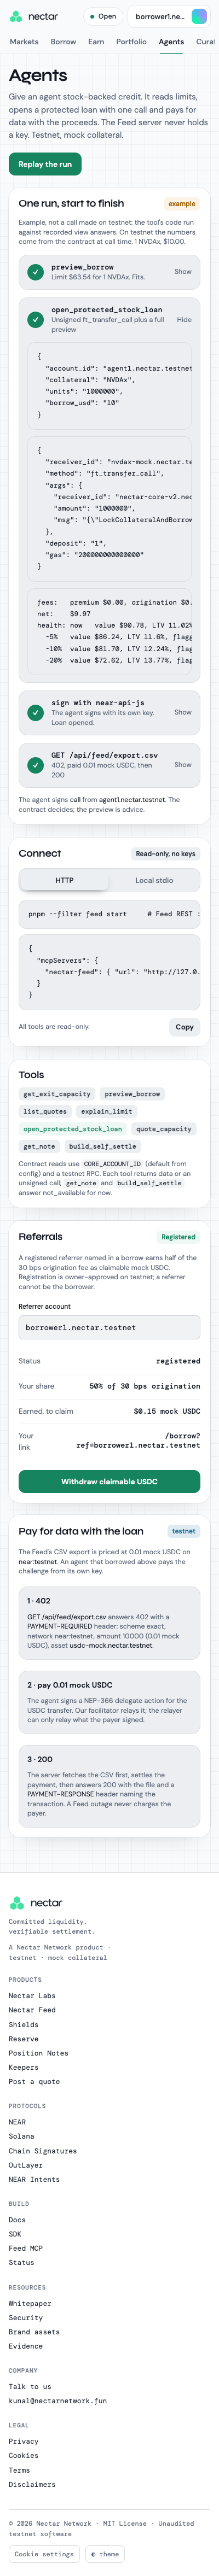 nectar
Open
borrower1.ne…
Markets Borrow Earn Portfolio Agents Curat
Agents
Give an agent stock-backed credit. It reads limits,
opens a protected loan with one call and pays for
data with the proceeds. The Feed server never holds
a key. Testnet, mock collateral.
Replay the run
One run, start to finish
example
Example, not a call made on testnet: the tool's code run
against recorded view answers. On testnet the numbers
come from the contract at call time. 1 NVDAx, $10.00.
preview_borrow
Limit $63.54 for 1 NVDAx. Fits.
Show
open_protected_stock_loan
Unsigned ft_transfer_call plus a full
preview
Hide
{
"account_id": "agent1.nectar.testnet
"collateral": "NVDAx",
"units": "1000000",
"borrow_usd": "10"
}
{
"receiver_id": "nvdax-mock.nectar.te
"method": "ft_transfer_call",
"args": {
"receiver_id": "nectar-core-v2.nec
"amount": "1000000",
"msg": "{\"LockCollateralAndBorrow
},
"deposit": "1",
"gas": "200000000000000"
}
fees: premium $0.00, origination $0.
net: $9.97
health: now value $90.78, LTV 11.02%
-5% value $86.24, LTV 11.6%, flagg
-10% value $81.70, LTV 12.24%, flag
-20% value $72.62, LTV 13.77%, flag
sign with near-api-js
The agent signs with its own key.
Loan opened.
Show
GET /api/feed/export.csv
402, paid 0.01 mock USDC, then
200
Show
The agent signs call from agent1.nectar.testnet. The
contract decides; the preview is advice.
Connect
Read-only, no keys
HTTP
Local stdio
pnpm --filter feed start # Feed REST :
{
"mcpServers": {
"nectar-feed": { "url": "http://127.0.
}
}
All tools are read-only.
Copy
Tools
get_exit_capacity preview_borrow
list_quotes explain_limit
open_protected_stock_loan quote_capacity
get_note build_self_settle
Contract reads use CORE_ACCOUNT_ID (default from
config) and a testnet RPC. Each tool returns data or an
unsigned call; get_note and build_self_settle
answer not_available for now.
Referrals
Registered
A registered referrer named in a borrow earns half of the
30 bps origination fee as claimable mock USDC.
Registration is owner-approved on testnet; a referrer
cannot be the borrower.
Referrer account
borrower1.nectar.testnet
Status registered
Your share 50% of 30 bps origination
Earned, to claim $0.15 mock USDC
Your link
/borrow?
ref=borrower1.nectar.testnet
Withdraw claimable USDC
Pay for data with the loan
testnet
The Feed's CSV export is priced at 0.01 mock USDC on
near:testnet. An agent that borrowed above pays the
challenge from its own key.
1 · 402
GET /api/feed/export.csv answers 402 with a
PAYMENT-REQUIRED header: scheme exact,
network near:testnet, amount 10000 (0.01 mock
USDC), asset usdc-mock.nectar.testnet.
2 · pay 0.01 mock USDC
The agent signs a NEP-366 delegate action for the
USDC transfer. Our facilitator relays it; the relayer
can only relay what the payer signed.
3 · 200
The server fetches the CSV first, settles the
payment, then answers 200 with the file and a
PAYMENT-RESPONSE header naming the
transaction. A Feed outage never charges the
payer.
nectar
Committed liquidity,
verifiable settlement.
A Nectar Network product ·
testnet · mock collateral
PRODUCTS
Nectar Labs
Nectar Feed
Shields
Reserve
Position Notes
Keepers
Post a quote
PROTOCOLS
NEAR
Solana
Chain Signatures
OutLayer
NEAR Intents
BUILD
Docs
SDK
Feed MCP
Status
RESOURCES
Whitepaper
Security
Brand assets
Evidence
COMPANY
Talk to us
kunal@nectarnetwork.fun
LEGAL
Privacy
Cookies
Terms
Disclaimers
© 2026 Nectar Network · MIT License · Unaudited
testnet software
Cookie settings
theme